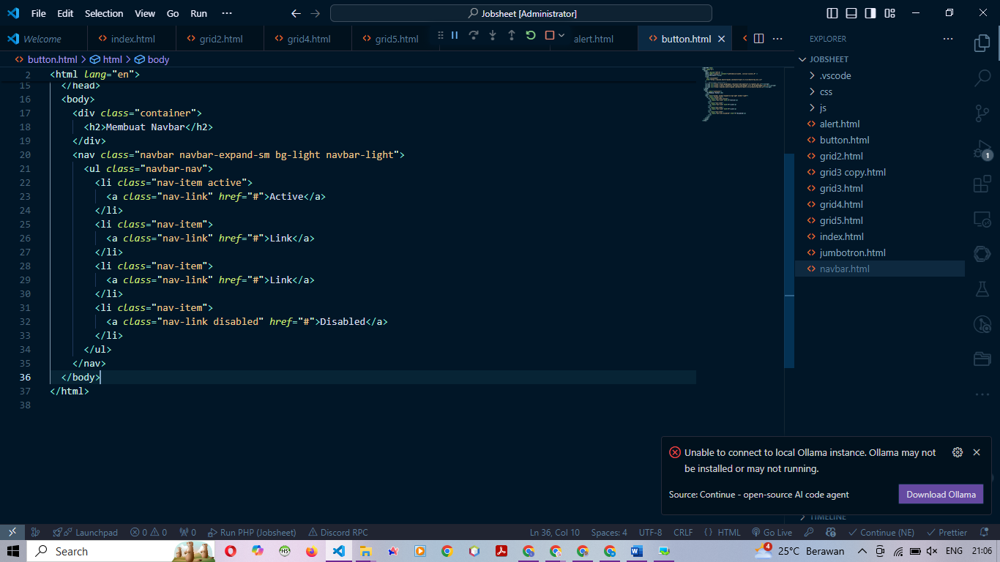 File Edit Selection View Go Run ··· Jobsheet [Administrator]
Welcome index.html grid2.html grid4.html grid5.html alert.html button.html
button.html > html > body
2 <html lang="en">
15 </head>
16 <body>
17 <div class="container">
18 <h2>Membuat Navbar</h2>
19 </div>
20 <nav class="navbar navbar-expand-sm bg-light navbar-light">
21 <ul class="navbar-nav">
22 <li class="nav-item active">
23 <a class="nav-link" href="#">Active</a>
24 </li>
25 <li class="nav-item">
26 <a class="nav-link" href="#">Link</a>
27 </li>
28 <li class="nav-item">
29 <a class="nav-link" href="#">Link</a>
30 </li>
31 <li class="nav-item">
32 <a class="nav-link disabled" href="#">Disabled</a>
33 </li>
34 </ul>
35 </nav>
36 </body>
37 </html>
38
EXPLORER
JOBSHEET
.vscode
css
js
alert.html
button.html
grid2.html
grid3 copy.html
grid3.html
grid4.html
grid5.html
index.html
jumbotron.html
navbar.html
1
Unable to connect to local Ollama instance. Ollama may not
be installed or may not running.
Source: Continue - open-source AI code agent Download Ollama
TIMELINE
Launchpad 0 0 0 Run PHP (Jobsheet) Discord RPC Ln 36, Col 10 Spaces: 4 UTF-8 CRLF { } HTML Go Live Continue (NE) Prettier
Search 4 25°C Berawan ENG 21:06